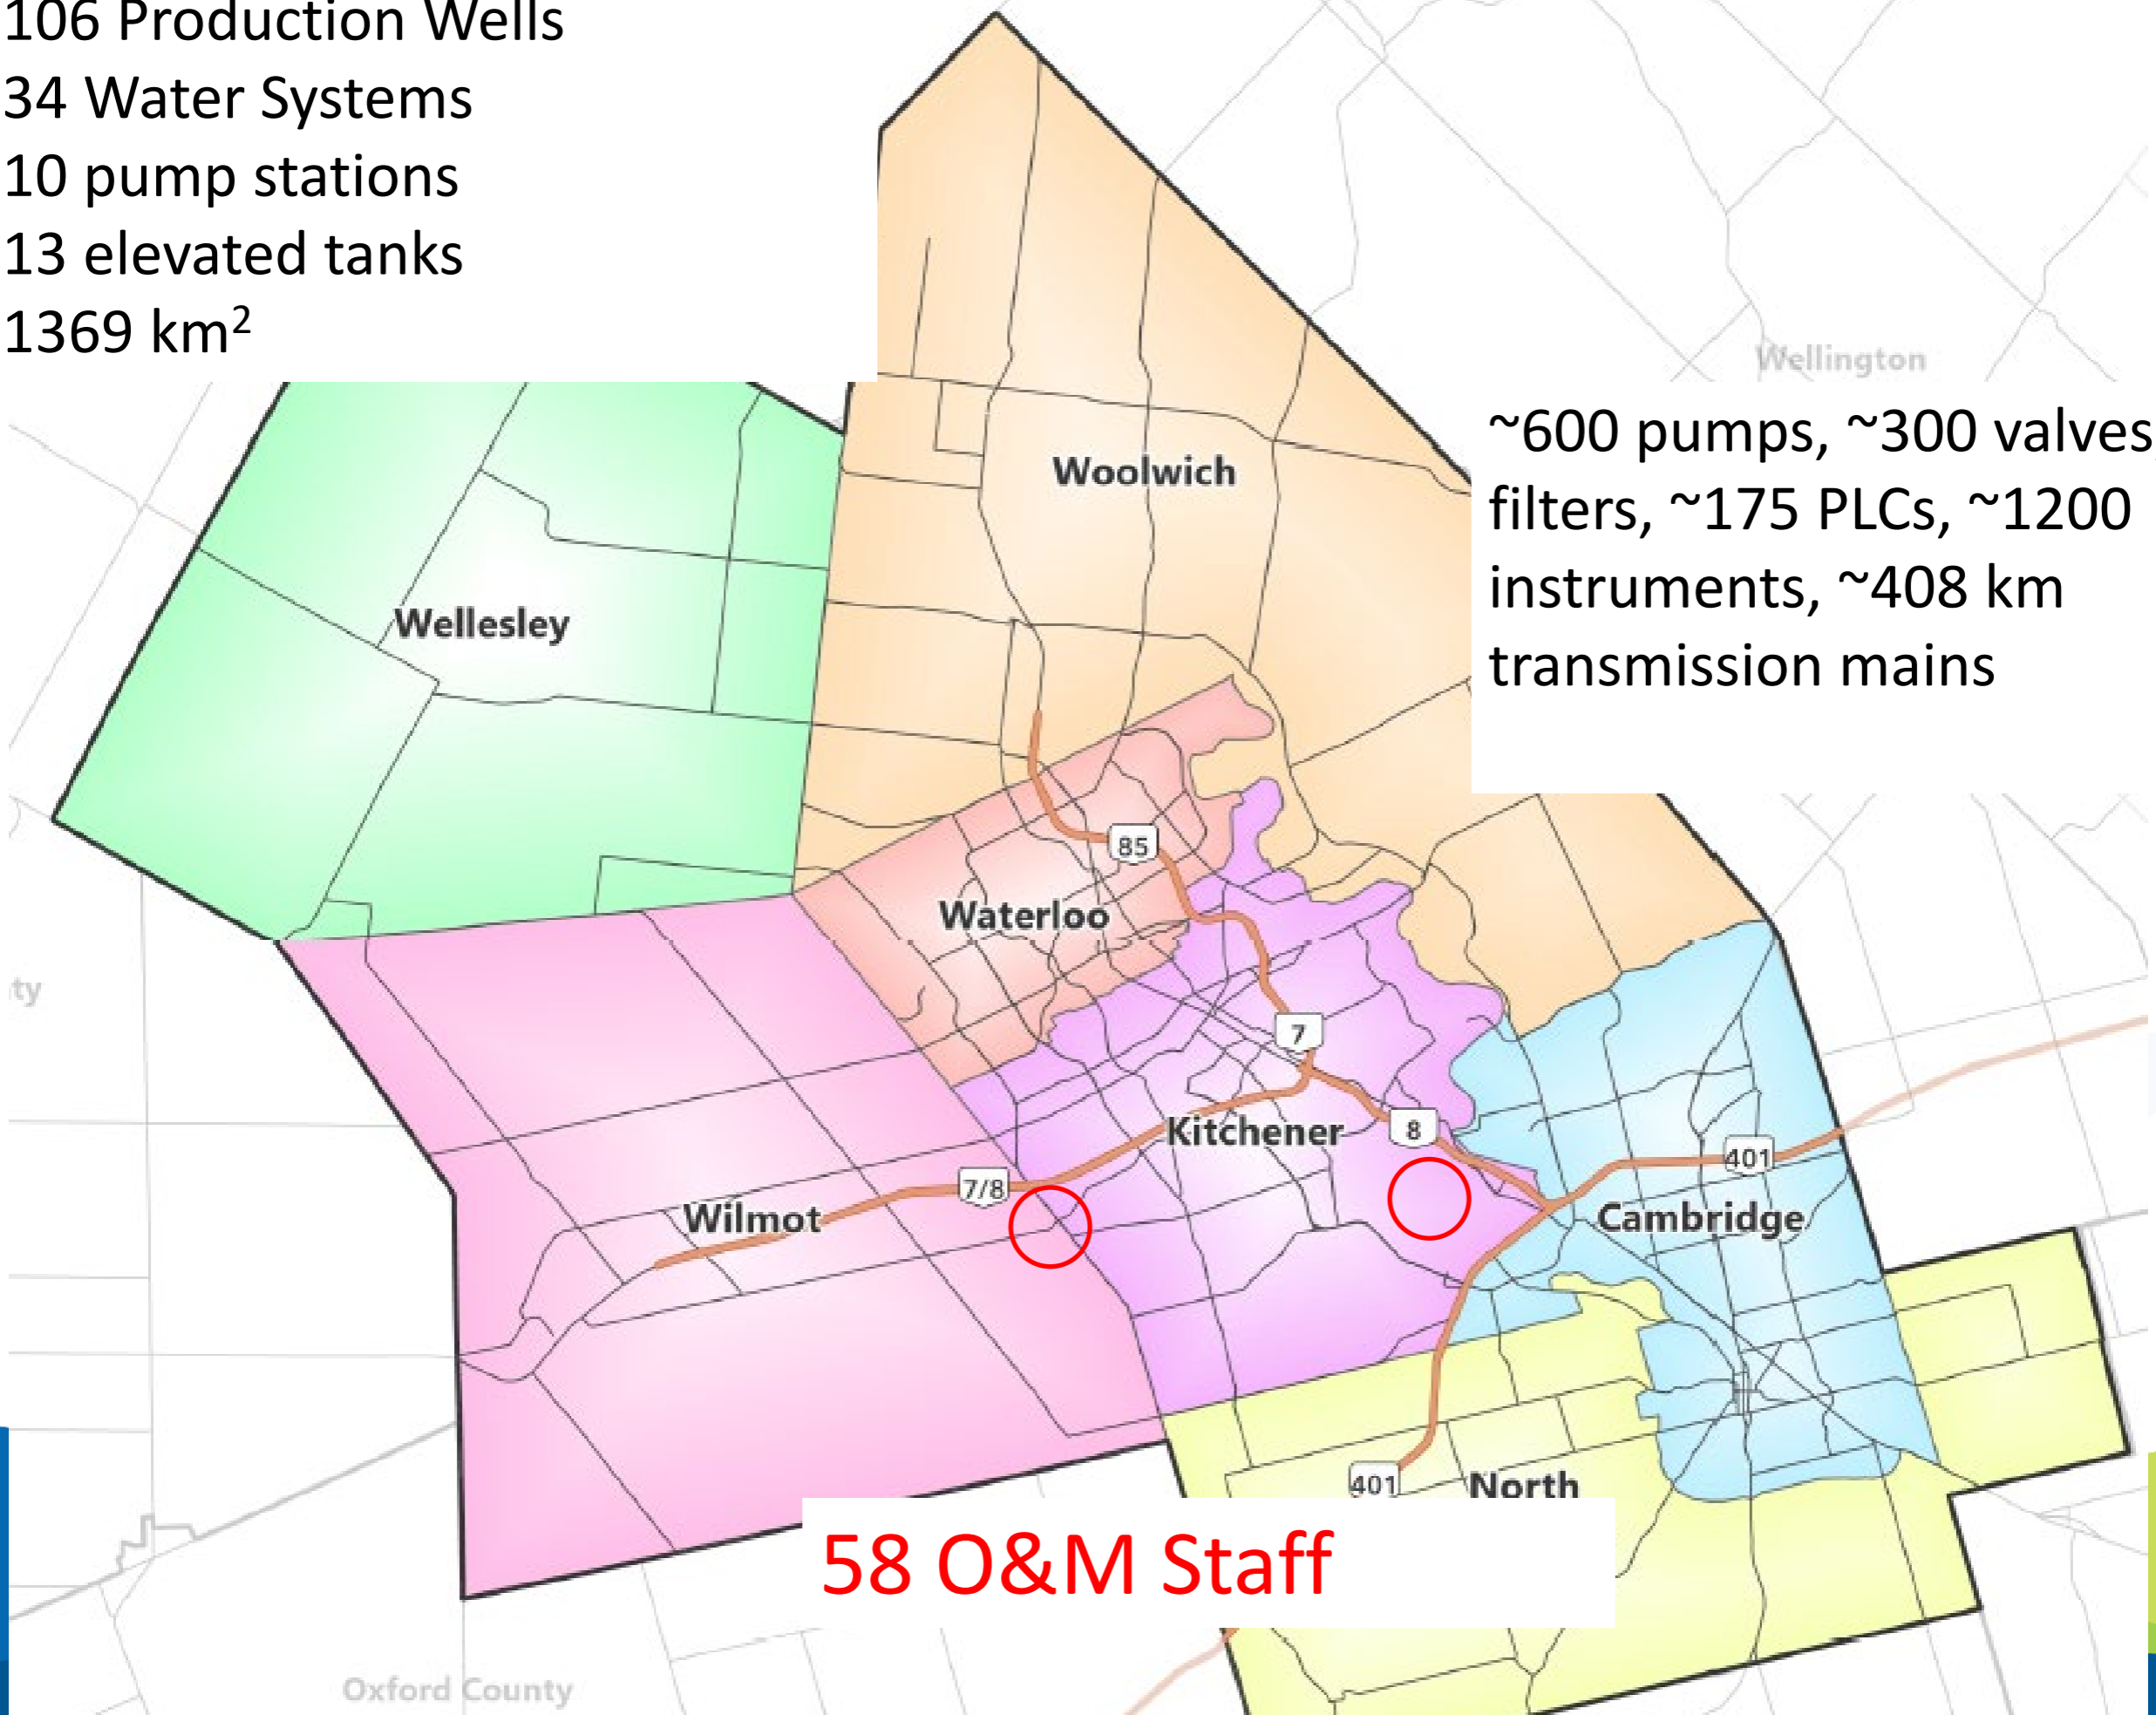 106 Production Wells
34 Water Systems
10 pump stations
13 elevated tanks
1369 km²
Wellington
~600 pumps, ~300 valves
filters, ~175 PLCs, ~1200
instruments, ~408 km
transmission mains
Woolwich
Wellesley
85
Waterloo
ty
7
Kitchener
8
401
7/8
Wilmot
Cambridge
401
North
58 O&M Staff
Oxford County